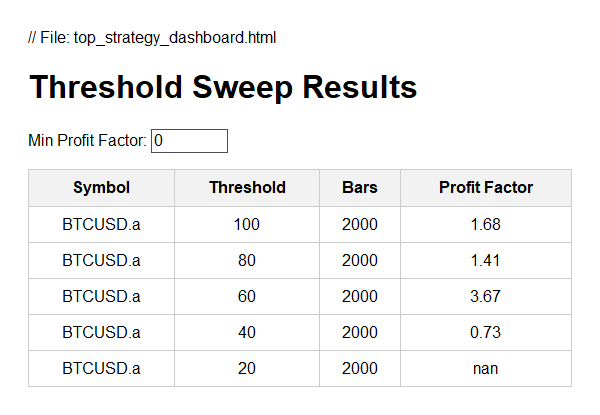 // File: top_strategy_dashboard.html
Threshold Sweep Results
Min Profit Factor: 0
Symbol Threshold Bars Profit Factor
BTCUSD.a 100 2000 1.68
BTCUSD.a 80 2000 1.41
BTCUSD.a 60 2000 3.67
BTCUSD.a 40 2000 0.73
BTCUSD.a 20 2000 nan